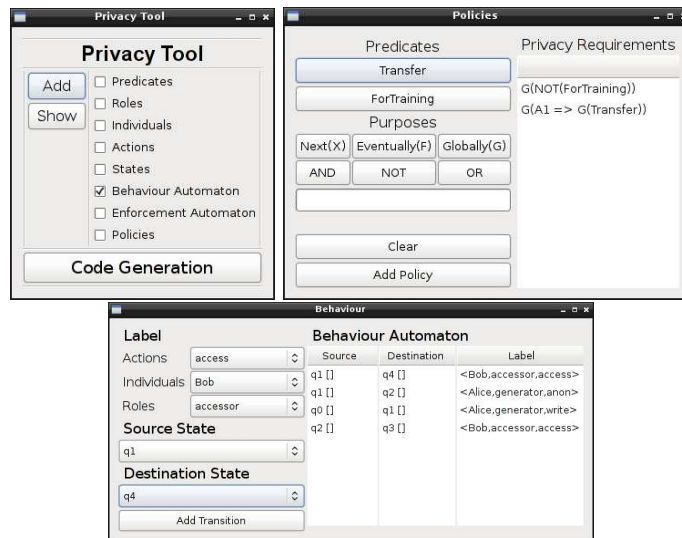 Privacy Tool
Privacy Tool
Add
Show
Predicates
Roles
Individuals
Actions
States
Behaviour Automaton
Enforcement Automaton
Policies
Code Generation
Policies
Predicates
Transfer
ForTraining
Purposes
Next(X) Eventually(F) Globally(G)
AND NOT OR
Clear
Add Policy
Privacy Requirements
G(NOT(ForTraining))
G(A1 => G(Transfer))
Behaviour
Label
Actions access
Individuals Bob
Roles accessor
Source State
q1
Destination State
q4
Add Transition
Behaviour Automaton
Source Destination Label
q1 [] q4 [] <Bob,accessor,access>
q1 [] q2 [] <Alice,generator,anon>
q0 [] q1 [] <Alice,generator,write>
q2 [] q3 [] <Bob,accessor,access>